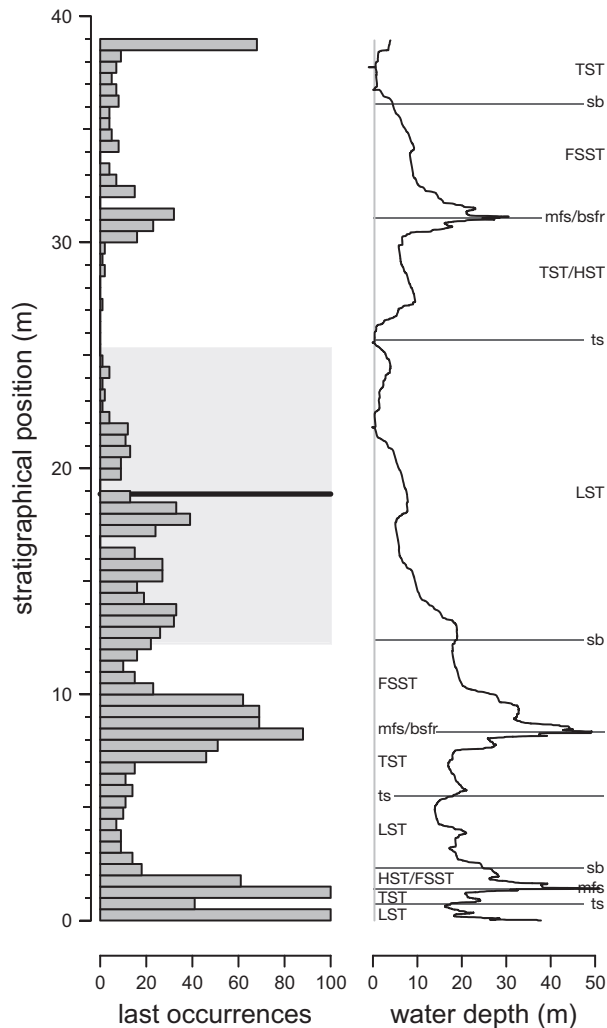 40
30
20
10
0
stratigraphical position (m)
0 20 40 60 80 100
last occurrences
TST
sb
FSST
mfs/bsfr
TST/HST
ts
LST
sb
FSST
mfs/bsfr
TST
ts
LST
sb
HST/FSST
mfs
TST
ts
LST
0 10 20 30 40 50
water depth (m)